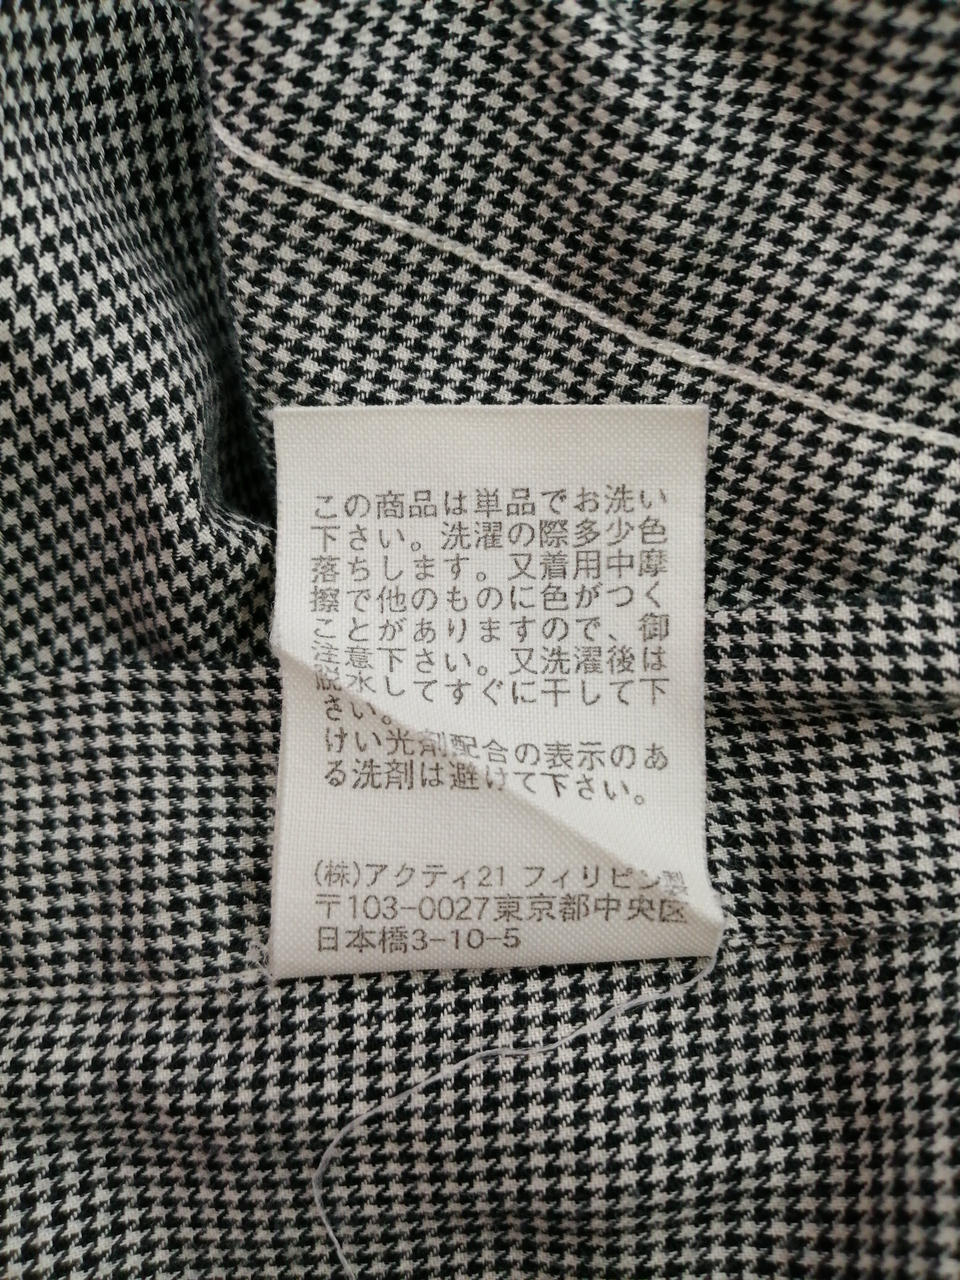 この商品は単品でお洗い
下さい。洗濯の際多少色
落ちします。又着用中摩
擦で他のものに色がつく
ことがありますので、御
注意下さい。又洗濯後は
脱水してすぐに干して下
さい。
けい光剤配合の表示のあ
る洗剤は避けて下さい。
(株)アクティ21 フィリピン製
〒103-0027東京都中央区
日本橋3-10-5